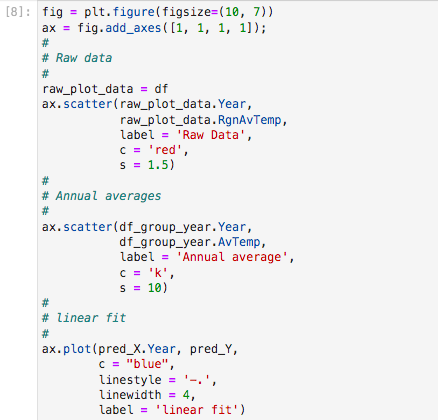 [8]: fig = plt.figure(figsize=(10, 7))
ax = fig.add_axes([1, 1, 1, 1]);
#
# Raw data
#
raw_plot_data = df
ax.scatter(raw_plot_data.Year,
           raw_plot_data.RgnAvTemp,
           label = 'Raw Data',
           c = 'red',
           s = 1.5)
#
# Annual averages
#
ax.scatter(df_group_year.Year,
           df_group_year.AvTemp,
           label = 'Annual average',
           c = 'k',
           s = 10)
#
# linear fit
#
ax.plot(pred_X.Year, pred_Y,
        c = "blue",
        linestyle = '-.',
        linewidth = 4,
        label = 'linear fit')